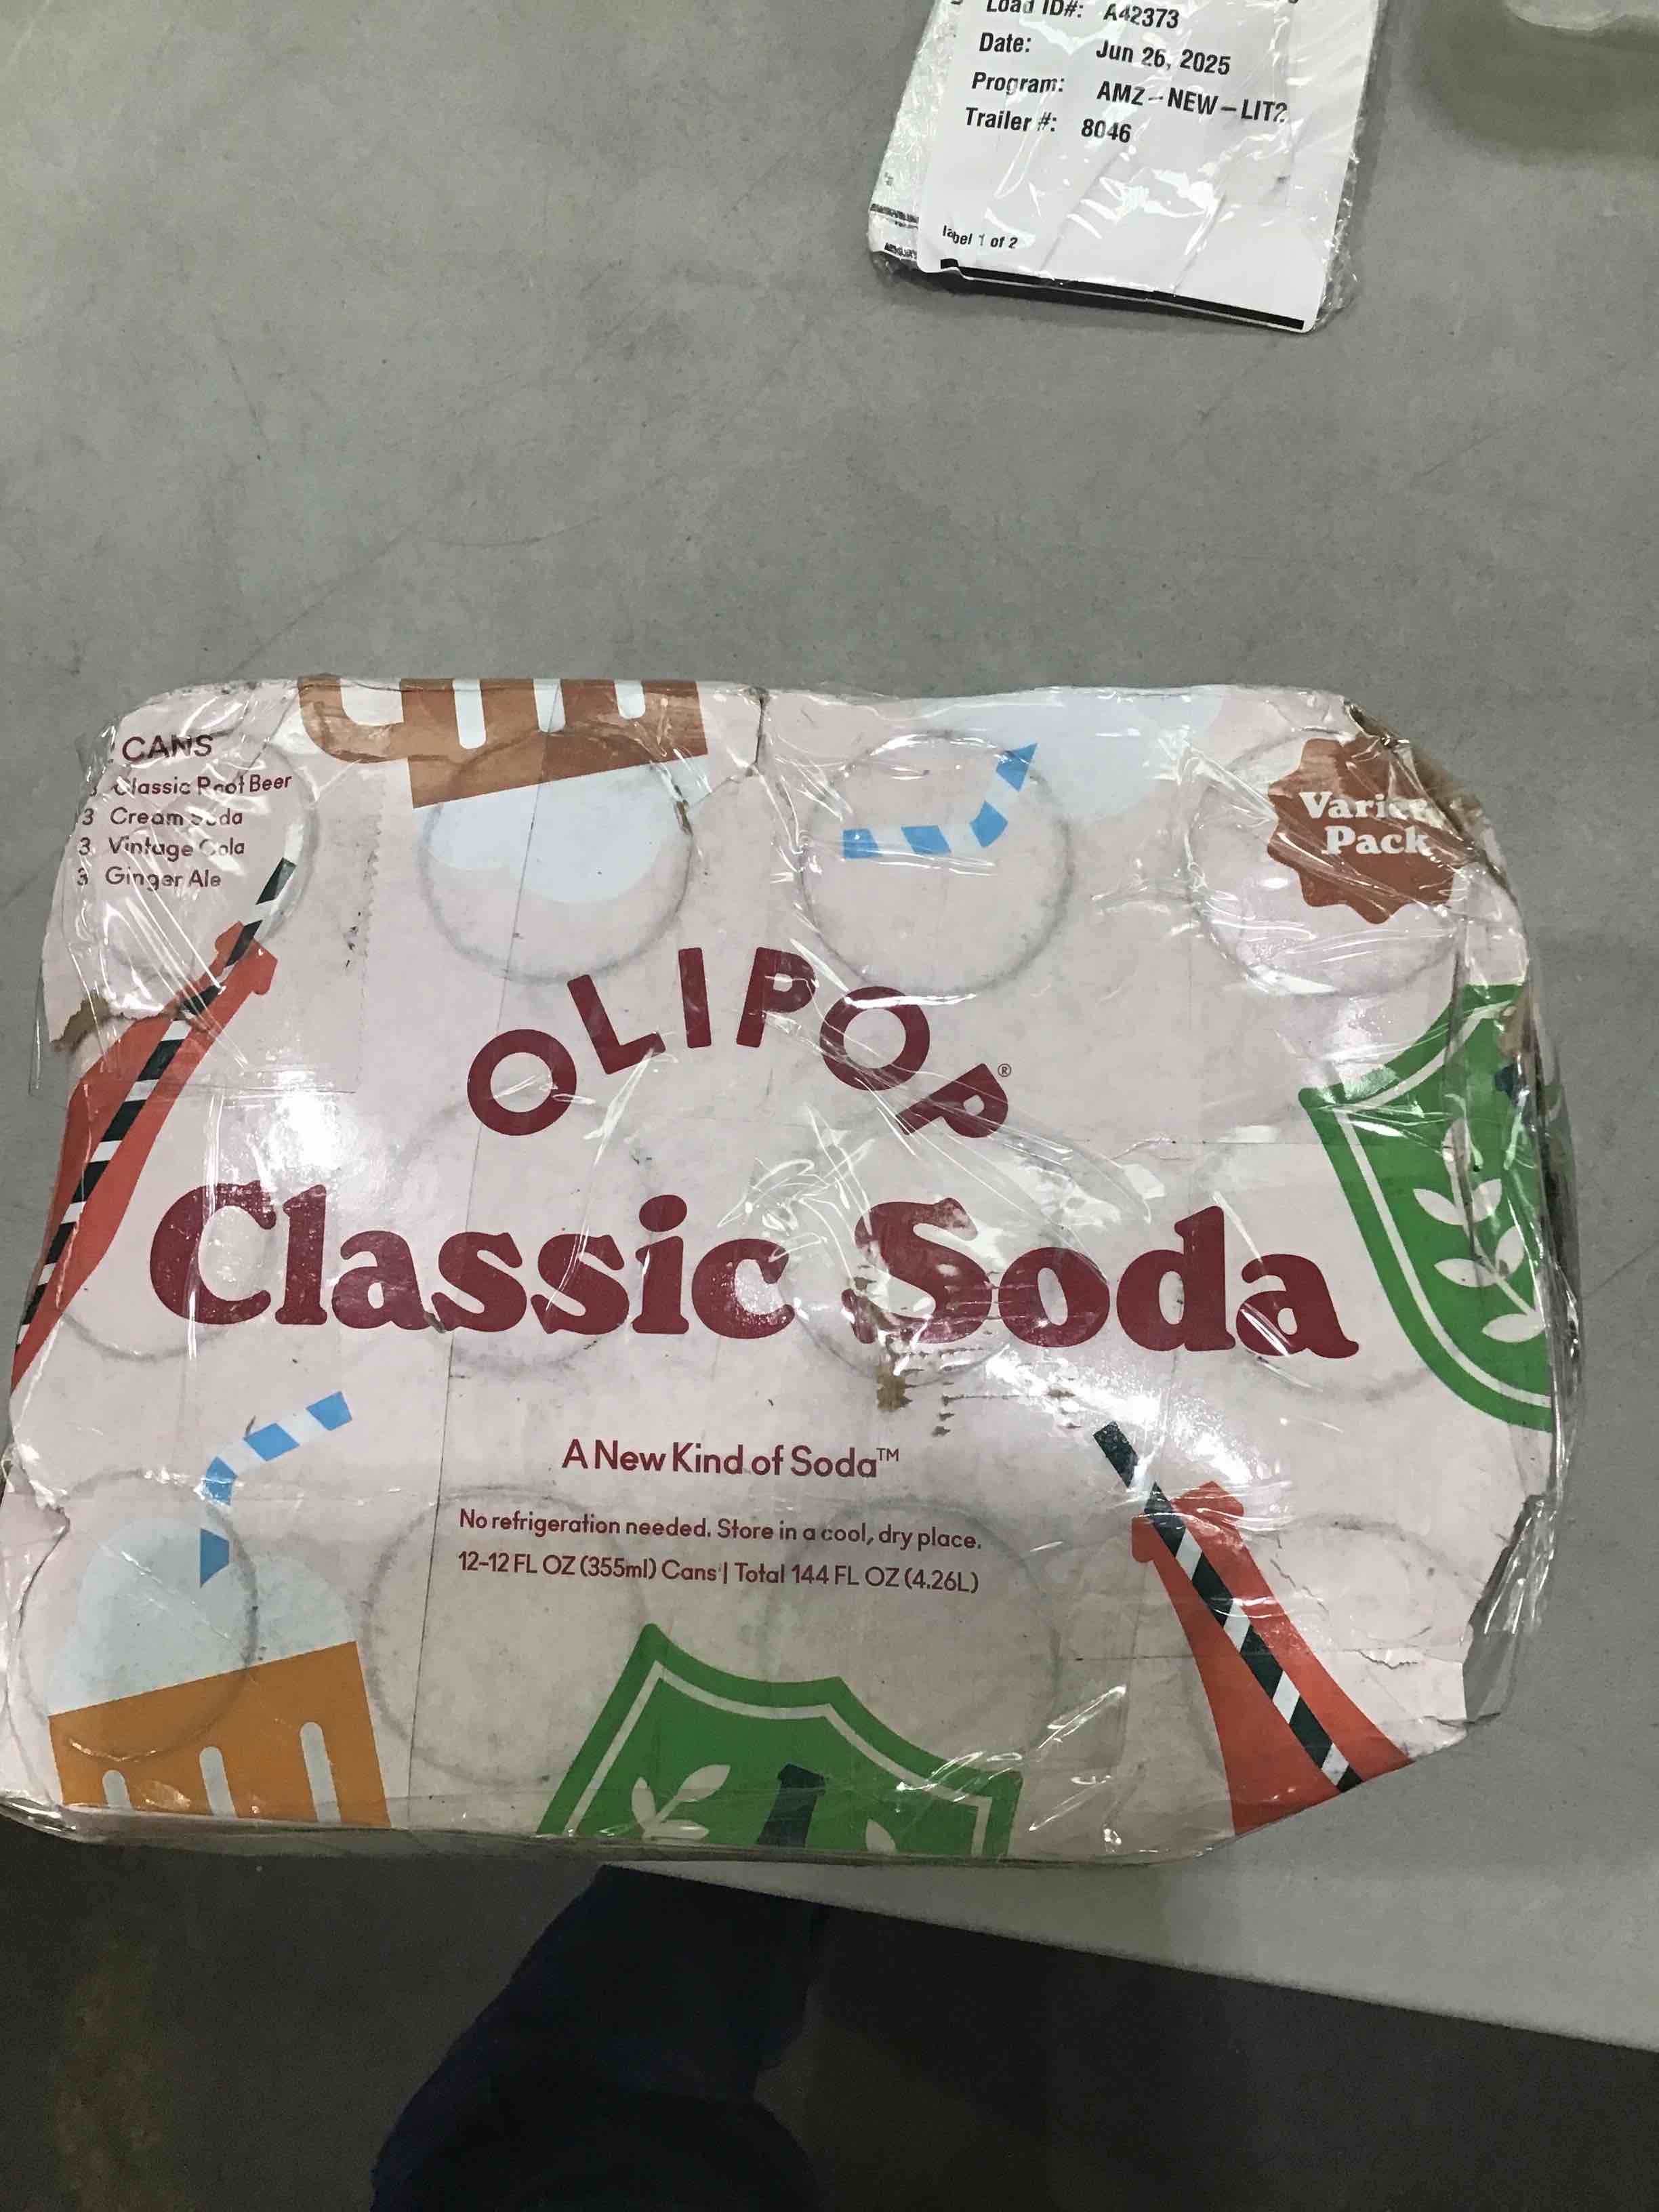 Load ID#: A42373
Date: Jun 26, 2025
Program: AMZ-NEW-LIT2
Trailer #: 8046
label 1 of 2
CANS
Classic Root Beer
3 Cream Soda
3 Vintage Cola
3 Ginger Ale
Variety
Pack
OLIPOP®
Classic Soda
A New Kind of Soda™
No refrigeration needed. Store in a cool, dry place.
12-12 FL OZ (355ml) Cans | Total 144 FL OZ (4.26L)